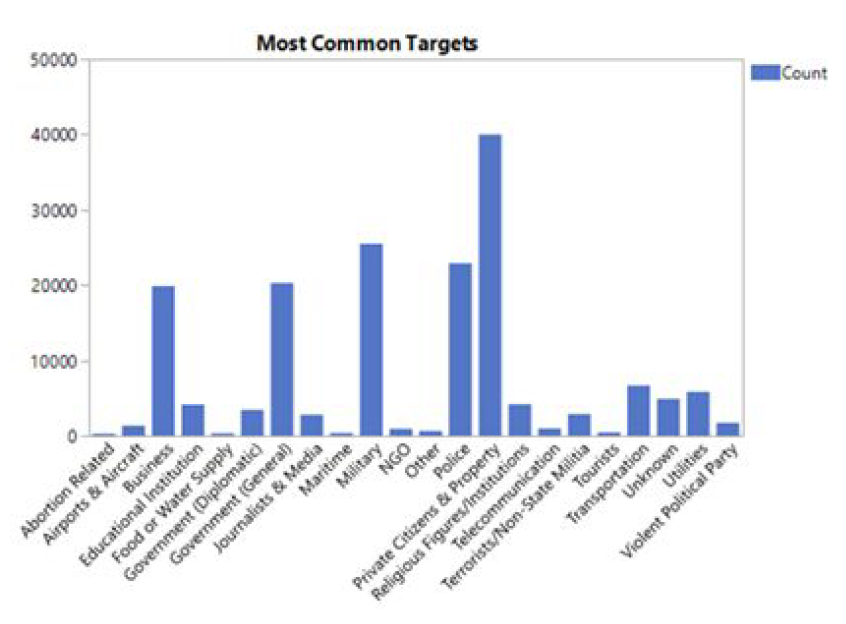 Most Common Targets
50000
40000
30000
20000
10000
0
Count
Abortion Related
Airports & Aircraft
Business
Educational Institution
Food or Water Supply
Government (Diplomatic)
Government (General)
Journalists & Media
Maritime
Military
NGO
Other
Police
Private Citizens & Property
Religious Figures/Institutions
Telecommunication
Terrorists/Non-State Militia
Tourists
Transportation
Unknown
Utilities
Violent Political Party